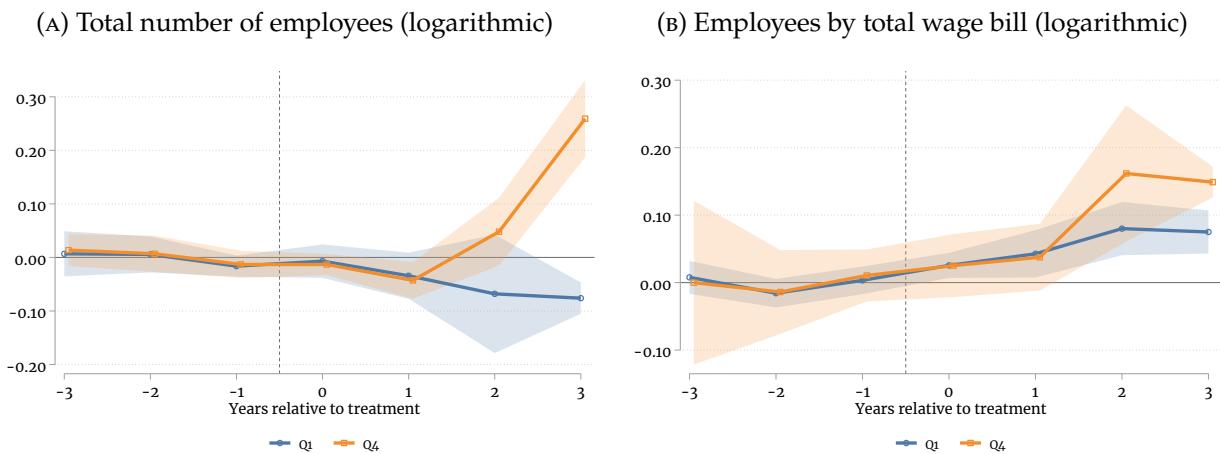 (A) Total number of employees (logarithmic)
0.30
0.20
0.10
0.00
-0.10
-0.20
-3 -2 -1 0 1 2 3
Years relative to treatment
Q1 Q4
(B) Employees by total wage bill (logarithmic)
0.30
0.20
0.10
0.00
-0.10
-3 -2 -1 0 1 2 3
Years relative to treatment
Q1 Q4